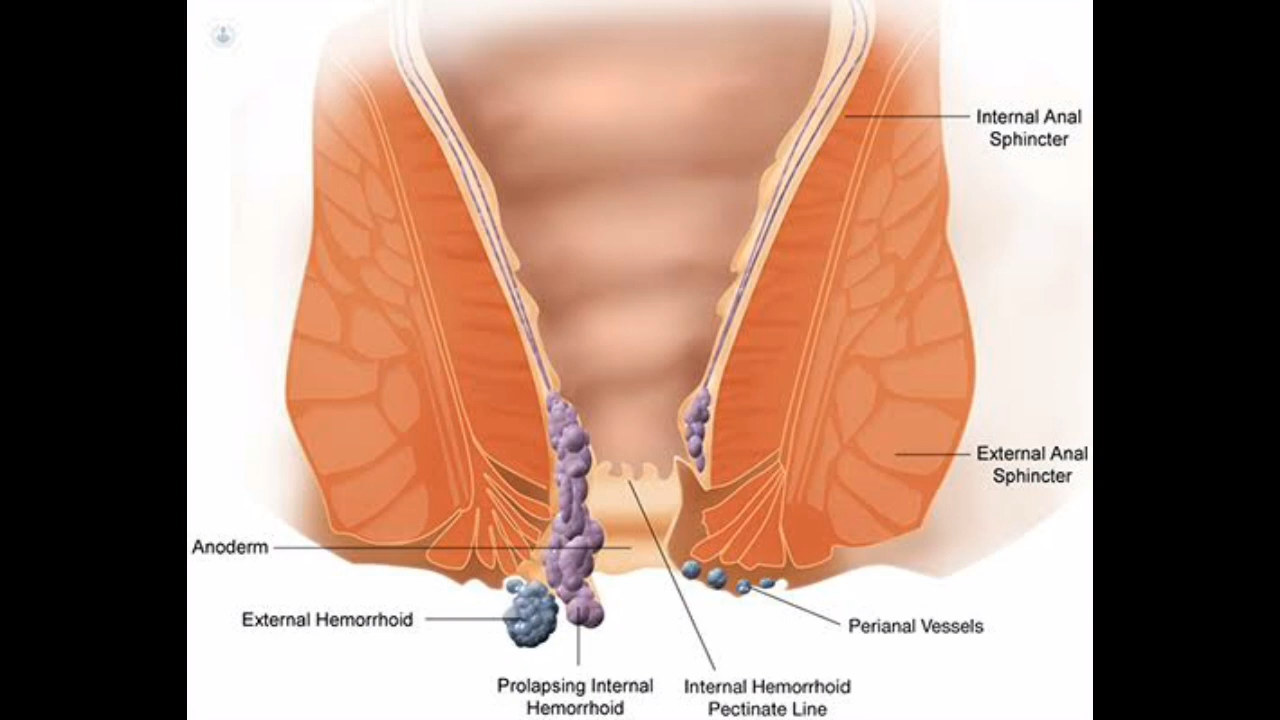 Internal Anal
Sphincter
External Anal
Sphincter
Anoderm
External Hemorrhoid
Perianal Vessels
Prolapsing Internal
Hemorrhoid
Internal Hemorrhoid
Pectinate Line